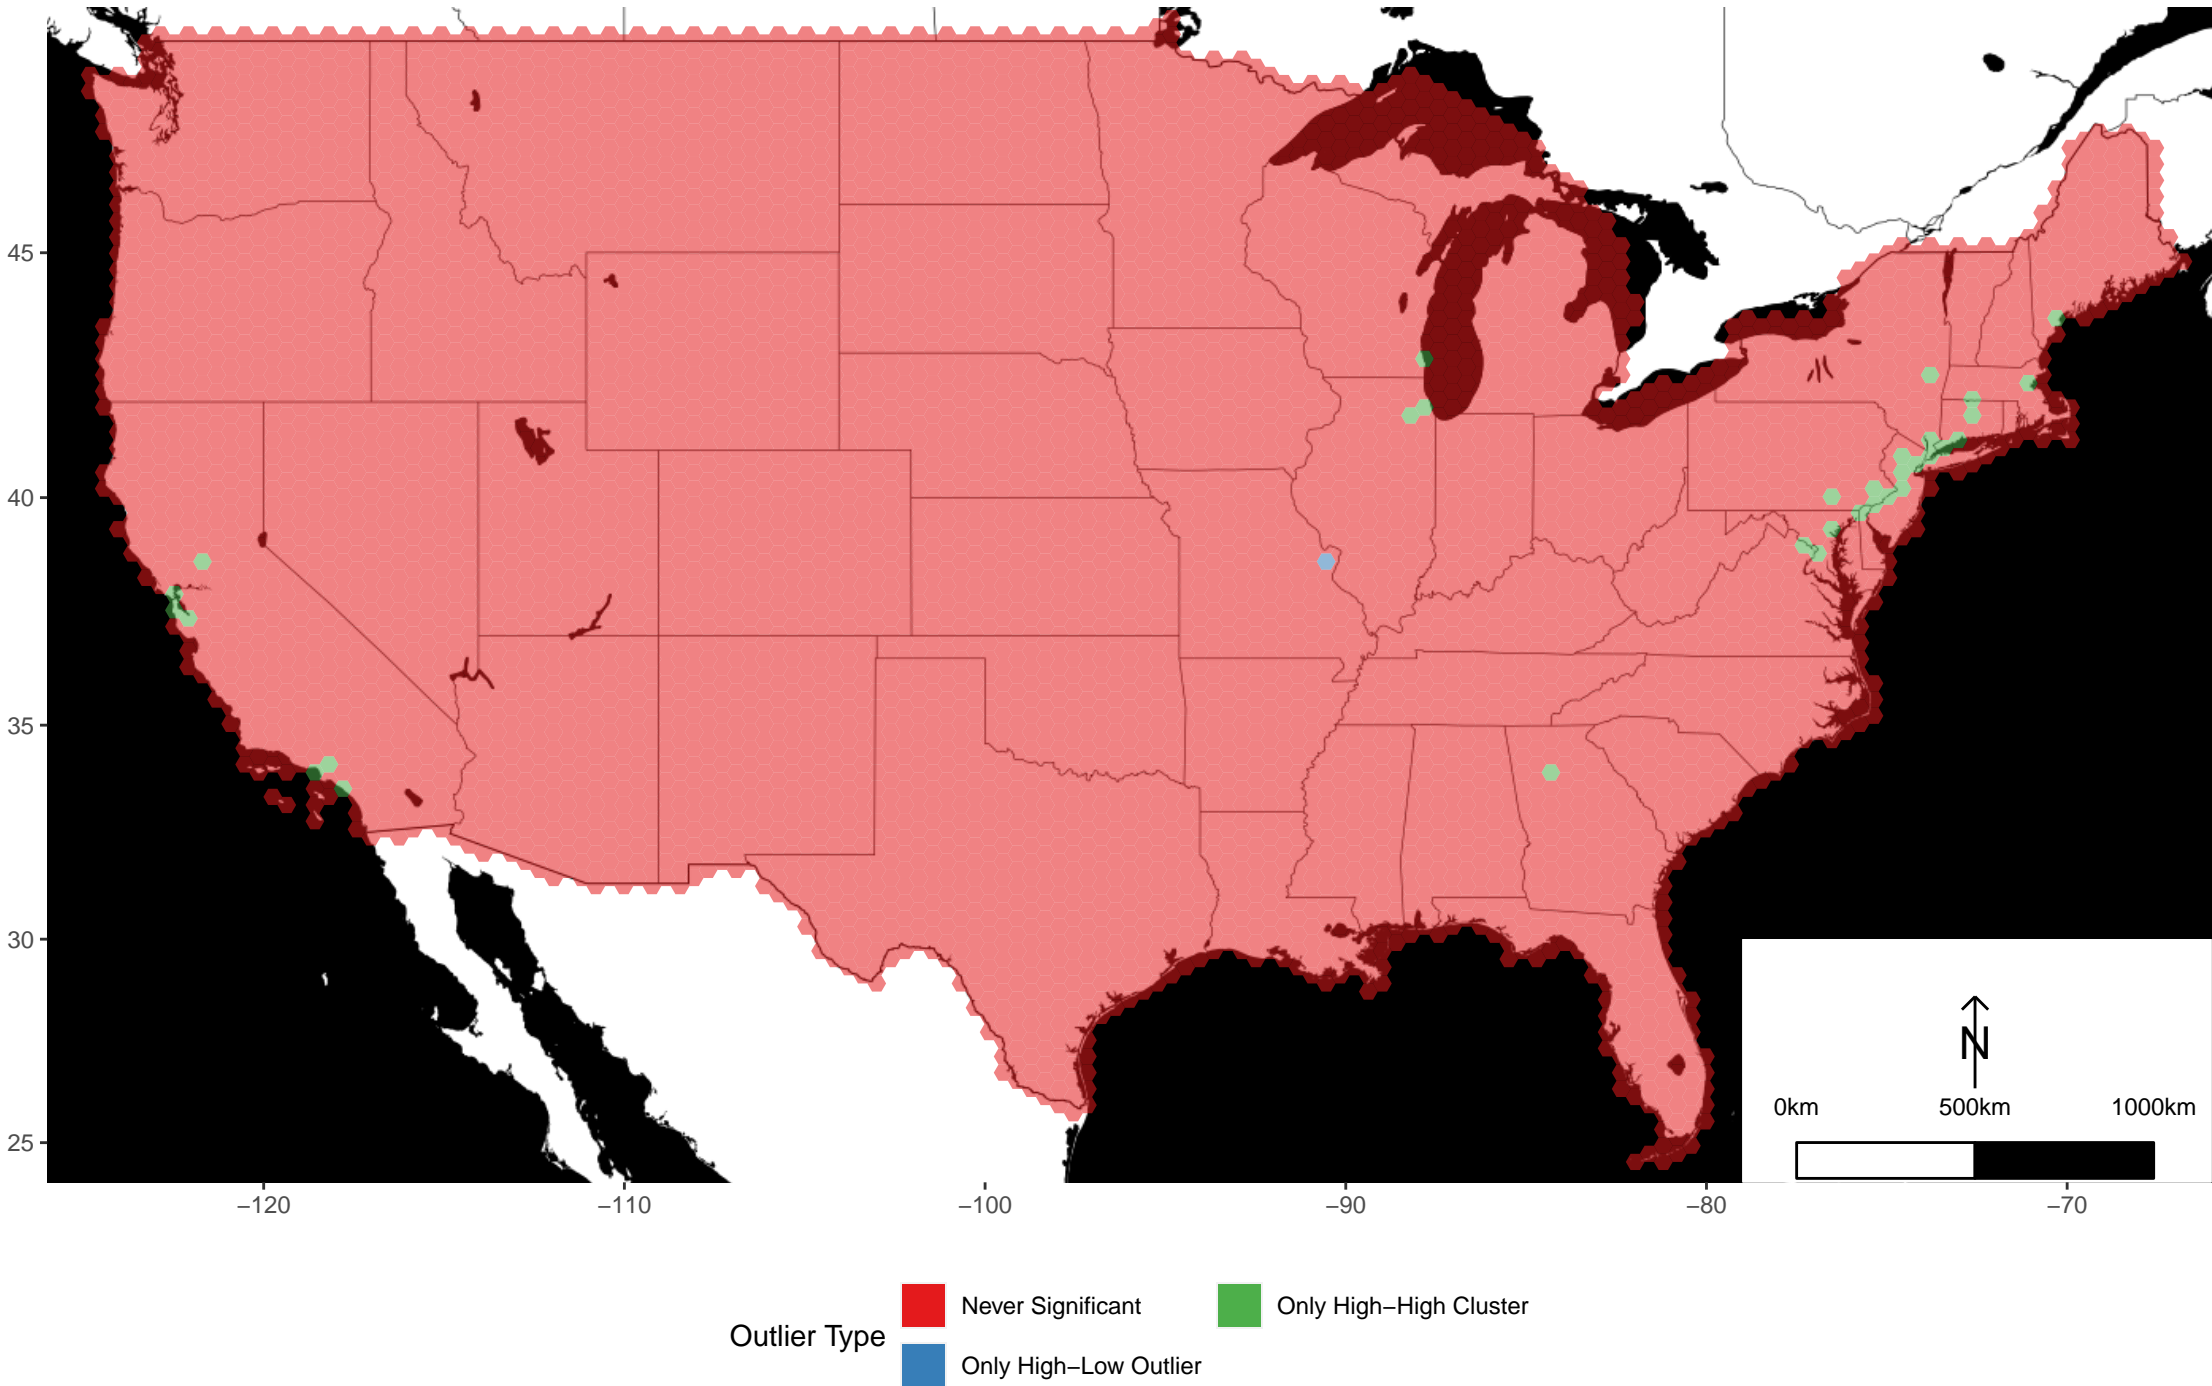 45
40
35
30
25
N
0km 500km 1000km
−120 −110 −100 −90 −80 −70
Outlier Type
Never Significant
Only High−High Cluster
Only High−Low Outlier